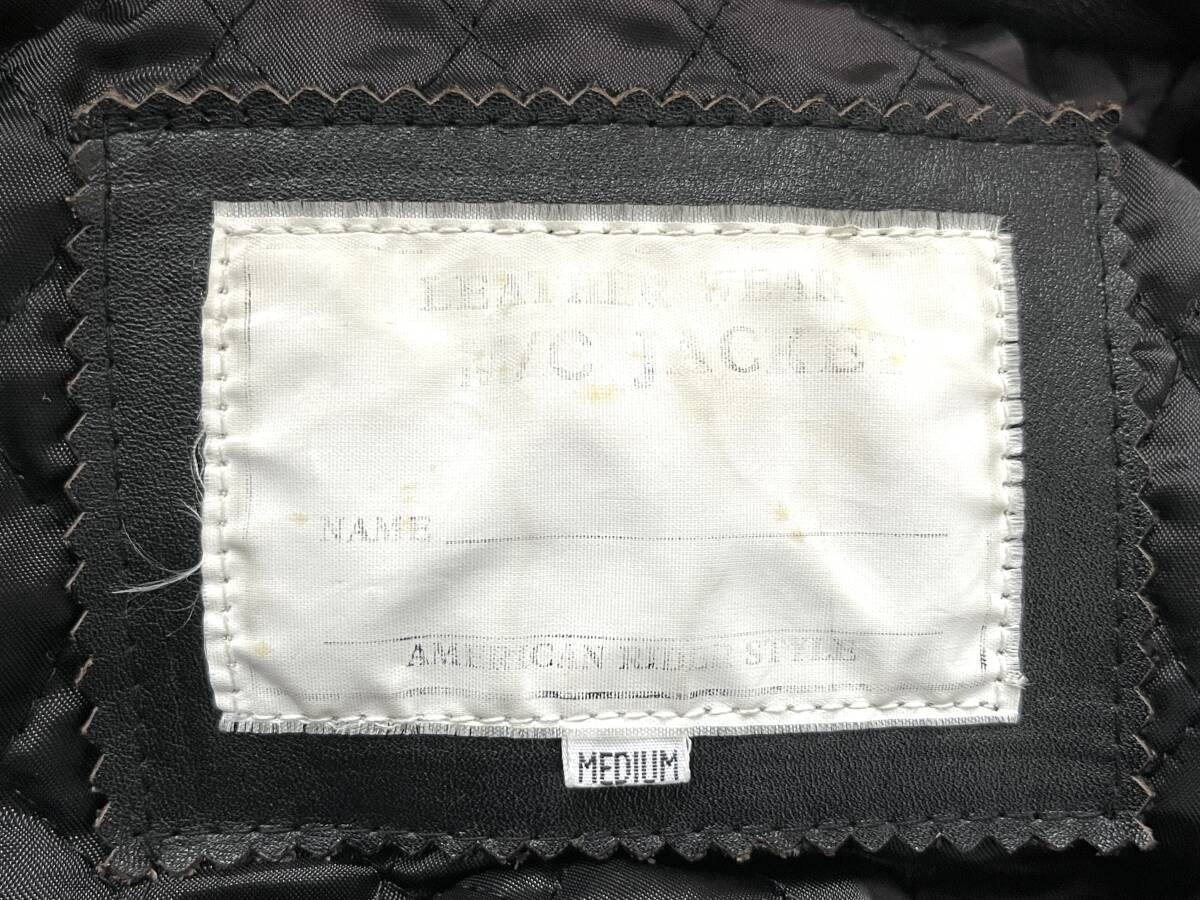 LEATHER WEAR
M/C JACKET
NAME
AMERICAN RIDER STYLE
MEDIUM